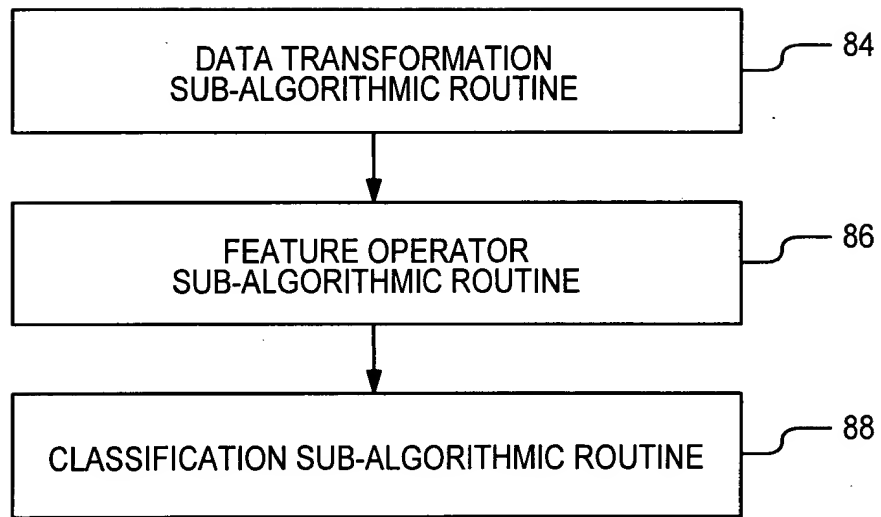 DATA TRANSFORMATION
SUB-ALGORITHMIC ROUTINE
84
FEATURE OPERATOR
SUB-ALGORITHMIC ROUTINE
86
CLASSIFICATION SUB-ALGORITHMIC ROUTINE
88